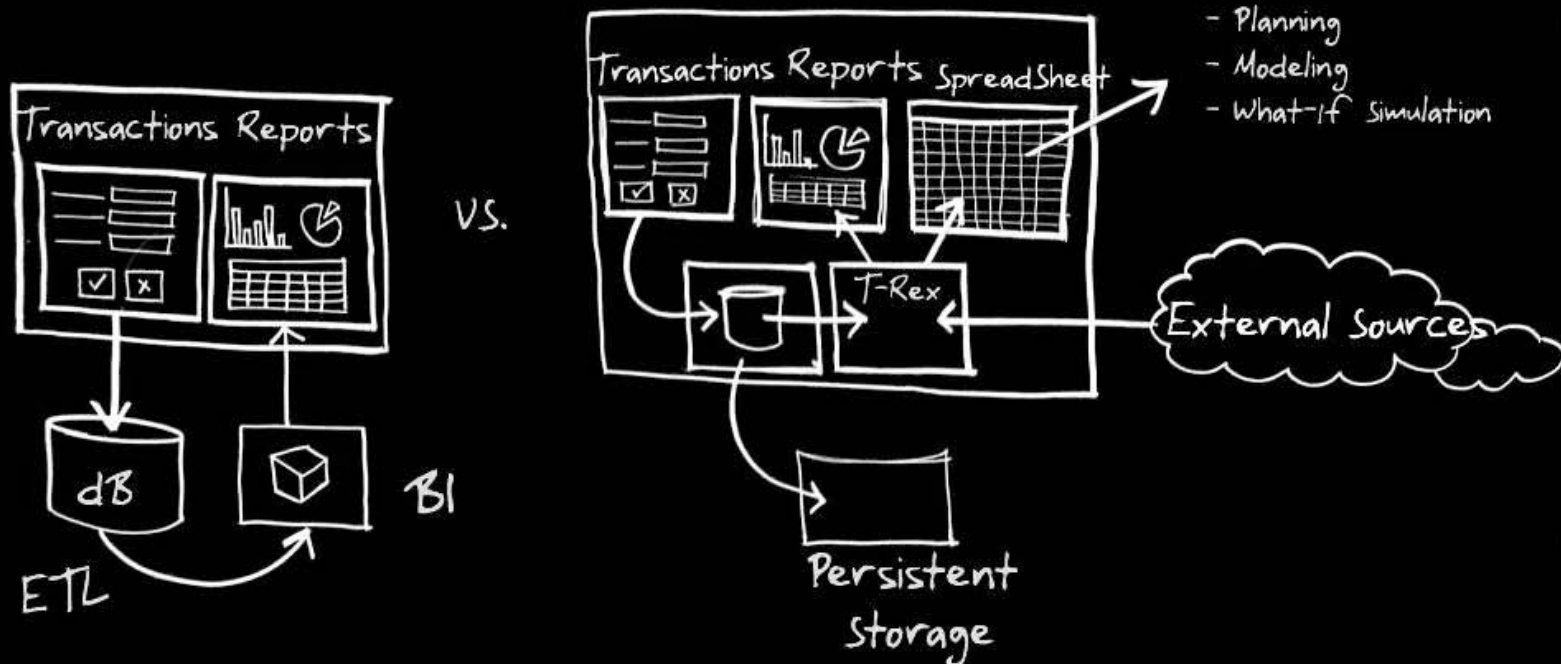 Transactions Reports
dB
BI
ETL
vs.
Transactions Reports SpreadSheet
- Planning
- Modeling
- What-If Simulation
T-Rex
External Sources
Persistent
Storage